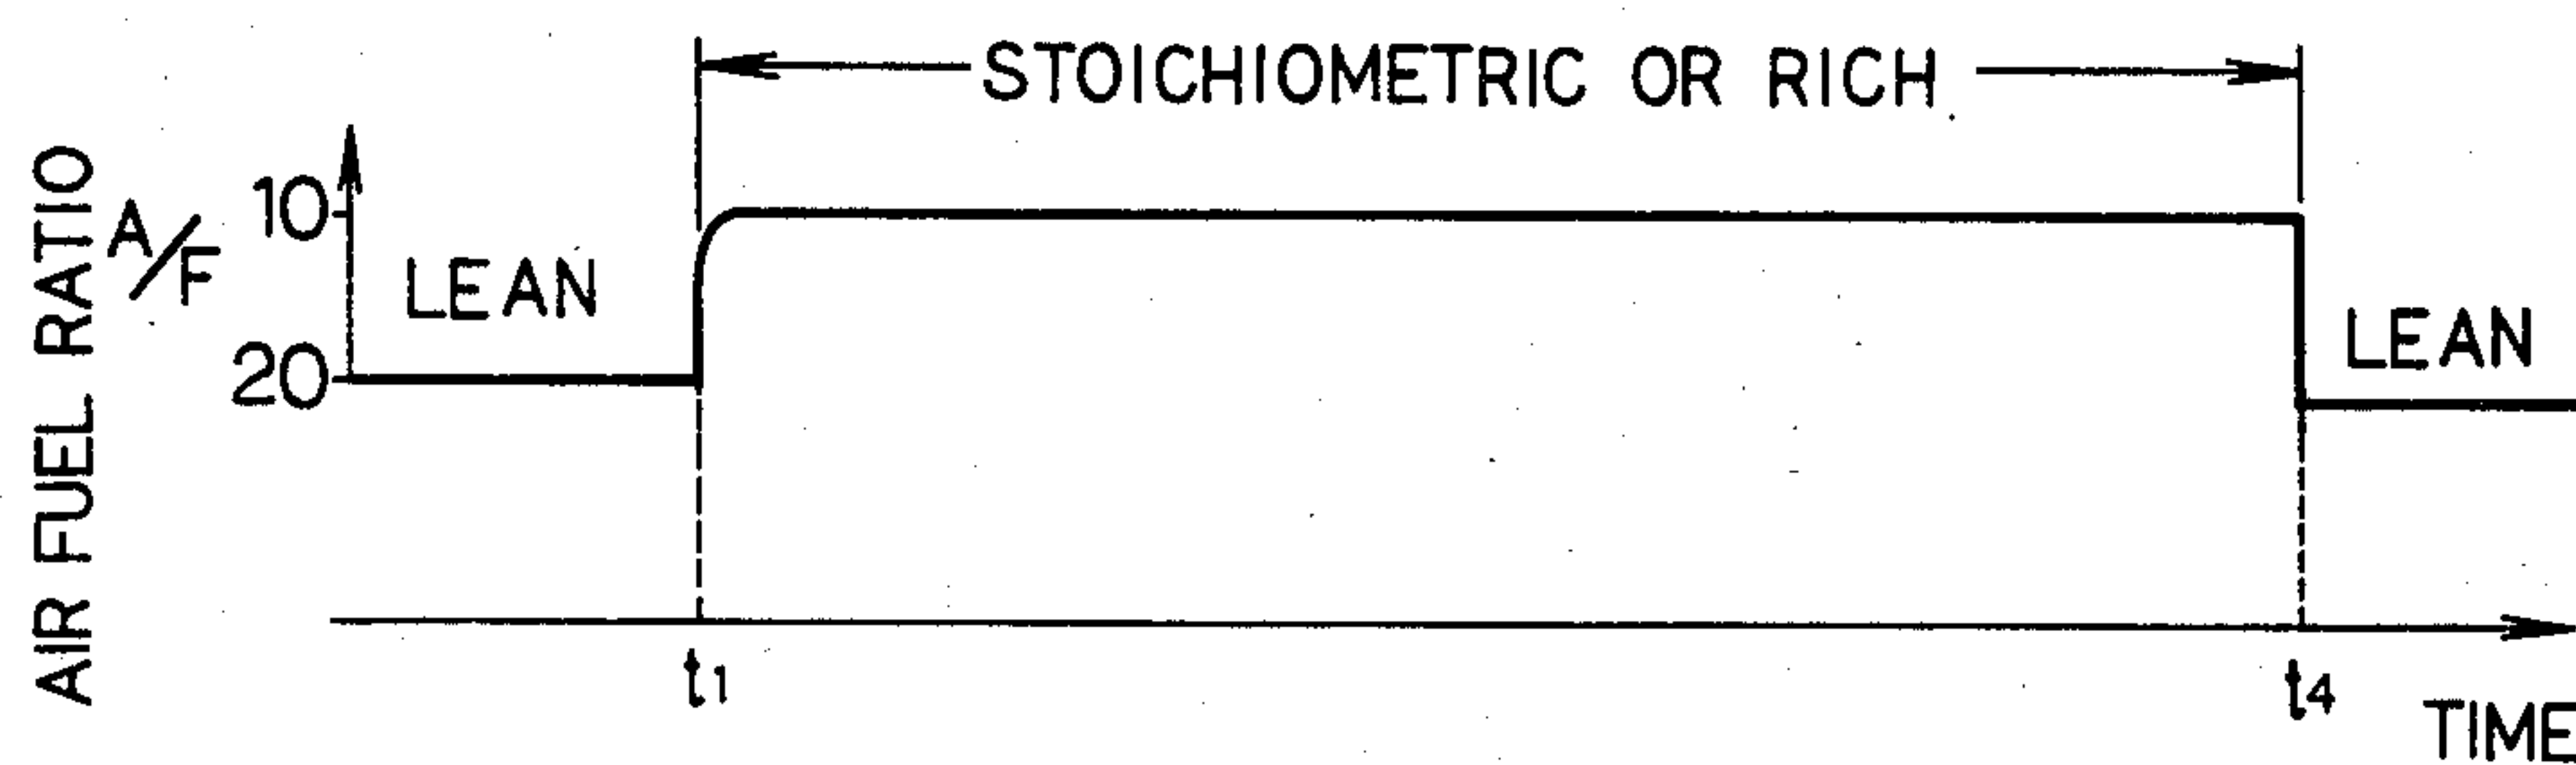 STOICHIOMETRIC OR RICH
AIR FUEL RATIO
A/F
10
20
LEAN
LEAN
t1
t4
TIME